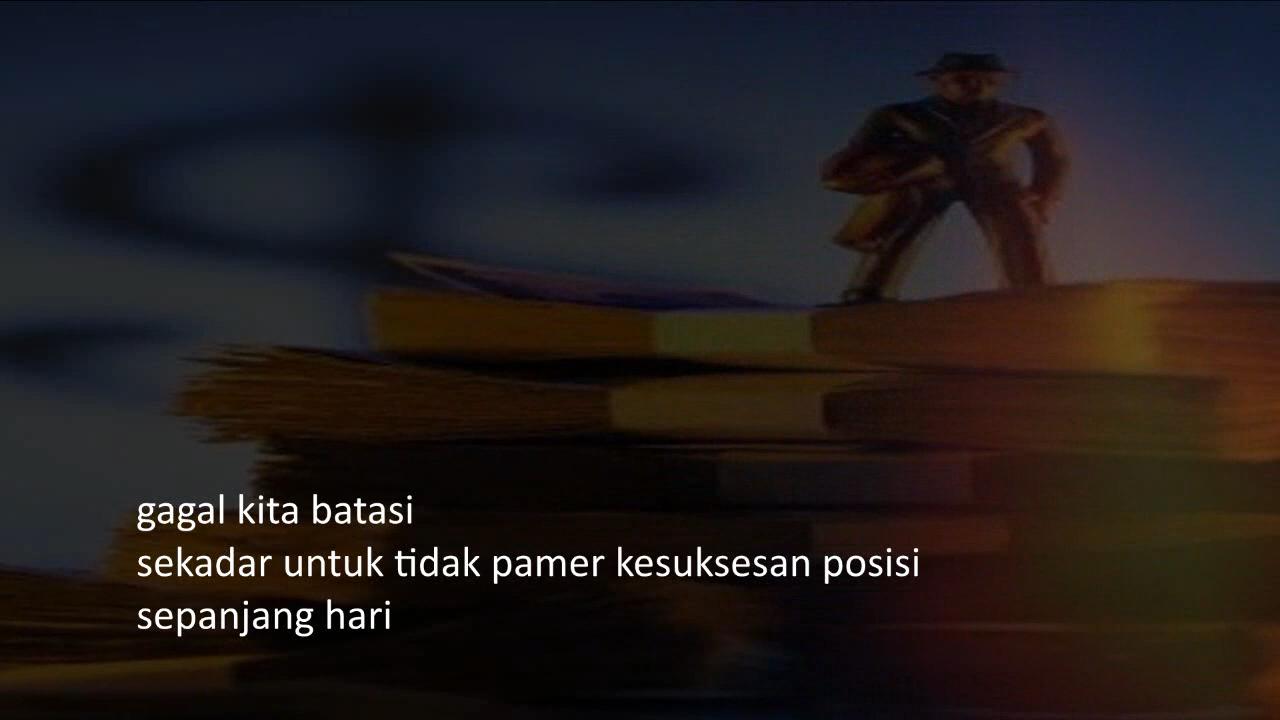 gagal kita batasi
sekadar untuk tidak pamer kesuksesan posisi
sepanjang hari